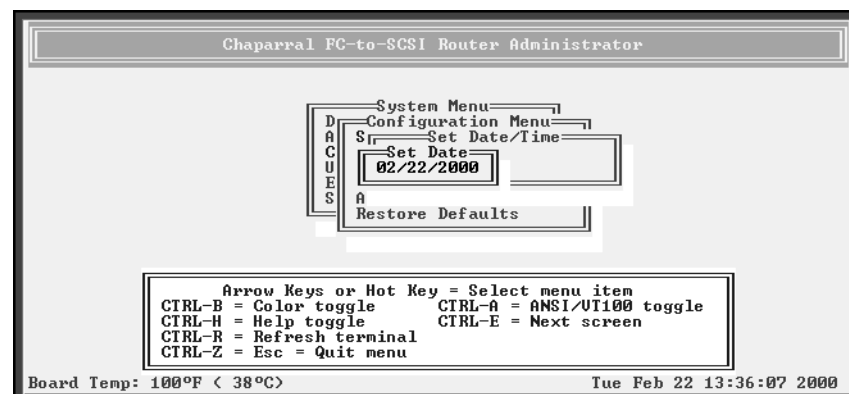 Chaparral FC-to-SCSI Router Administrator
System Menu
D
Configuration Menu
A
S
Set Date/Time
C
Set Date
U
02/22/2000
E
S
A
Restore Defaults
Arrow Keys or Hot Key = Select menu item
CTRL-B = Color toggle CTRL-A = ANSI/VT100 toggle
CTRL-H = Help toggle CTRL-E = Next screen
CTRL-R = Refresh terminal
CTRL-Z = Esc = Quit menu
Board Temp: 100ºF ( 38ºC) Tue Feb 22 13:36:07 2000